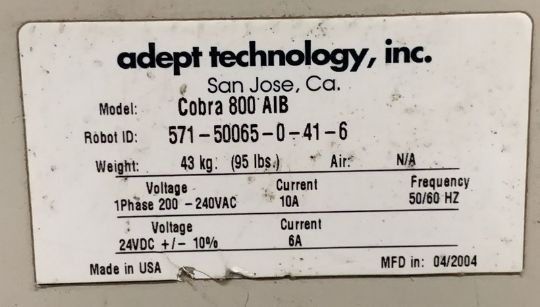 adept technology, inc.
San Jose, Ca.
Model: Cobra 800 AIB
Robot ID: 571-50065-0-41-6
Weight: 43 kg. (95 lbs.) Air: N/A
Voltage Current Frequency
1Phase 200 -240VAC 10A 50/60 HZ
Voltage Current
24VDC +/- 10% 6A
Made in USA MFD in: 04/2004